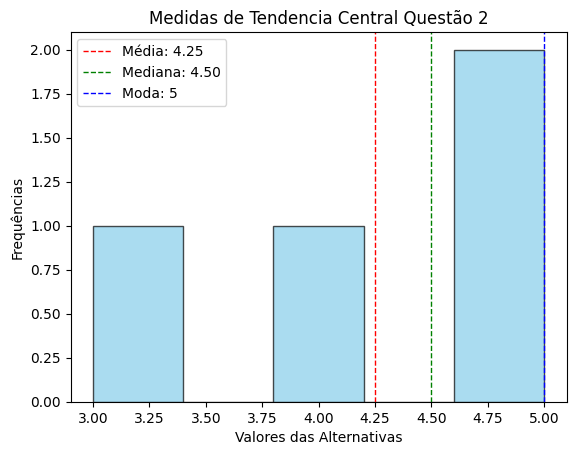 Medidas de Tendencia Central Questão 2
Média: 4.25
Mediana: 4.50
Moda: 5
Frequências
2.00
1.75
1.50
1.25
1.00
0.75
0.50
0.25
0.00
3.00 3.25 3.50 3.75 4.00 4.25 4.50 4.75 5.00
Valores das Alternativas